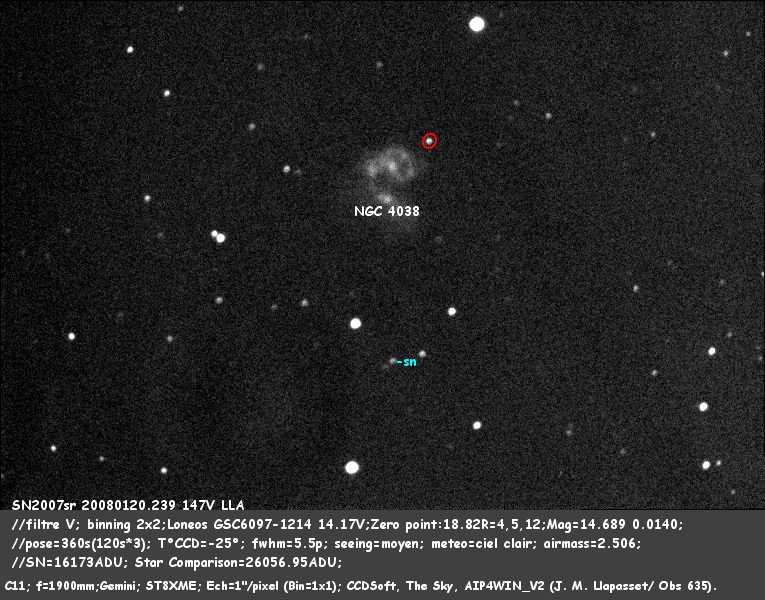 NGC 4038
-sn
SN2007sr 20080120.239 147V LLA
//filtre V; binning 2x2;Loneos GSC6097-1214 14.17V;Zero point:18.82R=4,5,12;Mag=14.689 0.0140;
//pose=360s(120s*3); T°CCD=-25°; fwhm=5.5p; seeing=moyen; meteo=ciel clair; airmass=2.506;
//SN=16173ADU; Star Comparison=26056.95ADU;
C11; f=1900mm;Gemini; ST8XME; Ech=1"/pixel (Bin=1x1); CCDSoft, The Sky, AIP4WIN_V2 (J. M. Llapasset/ Obs 635).